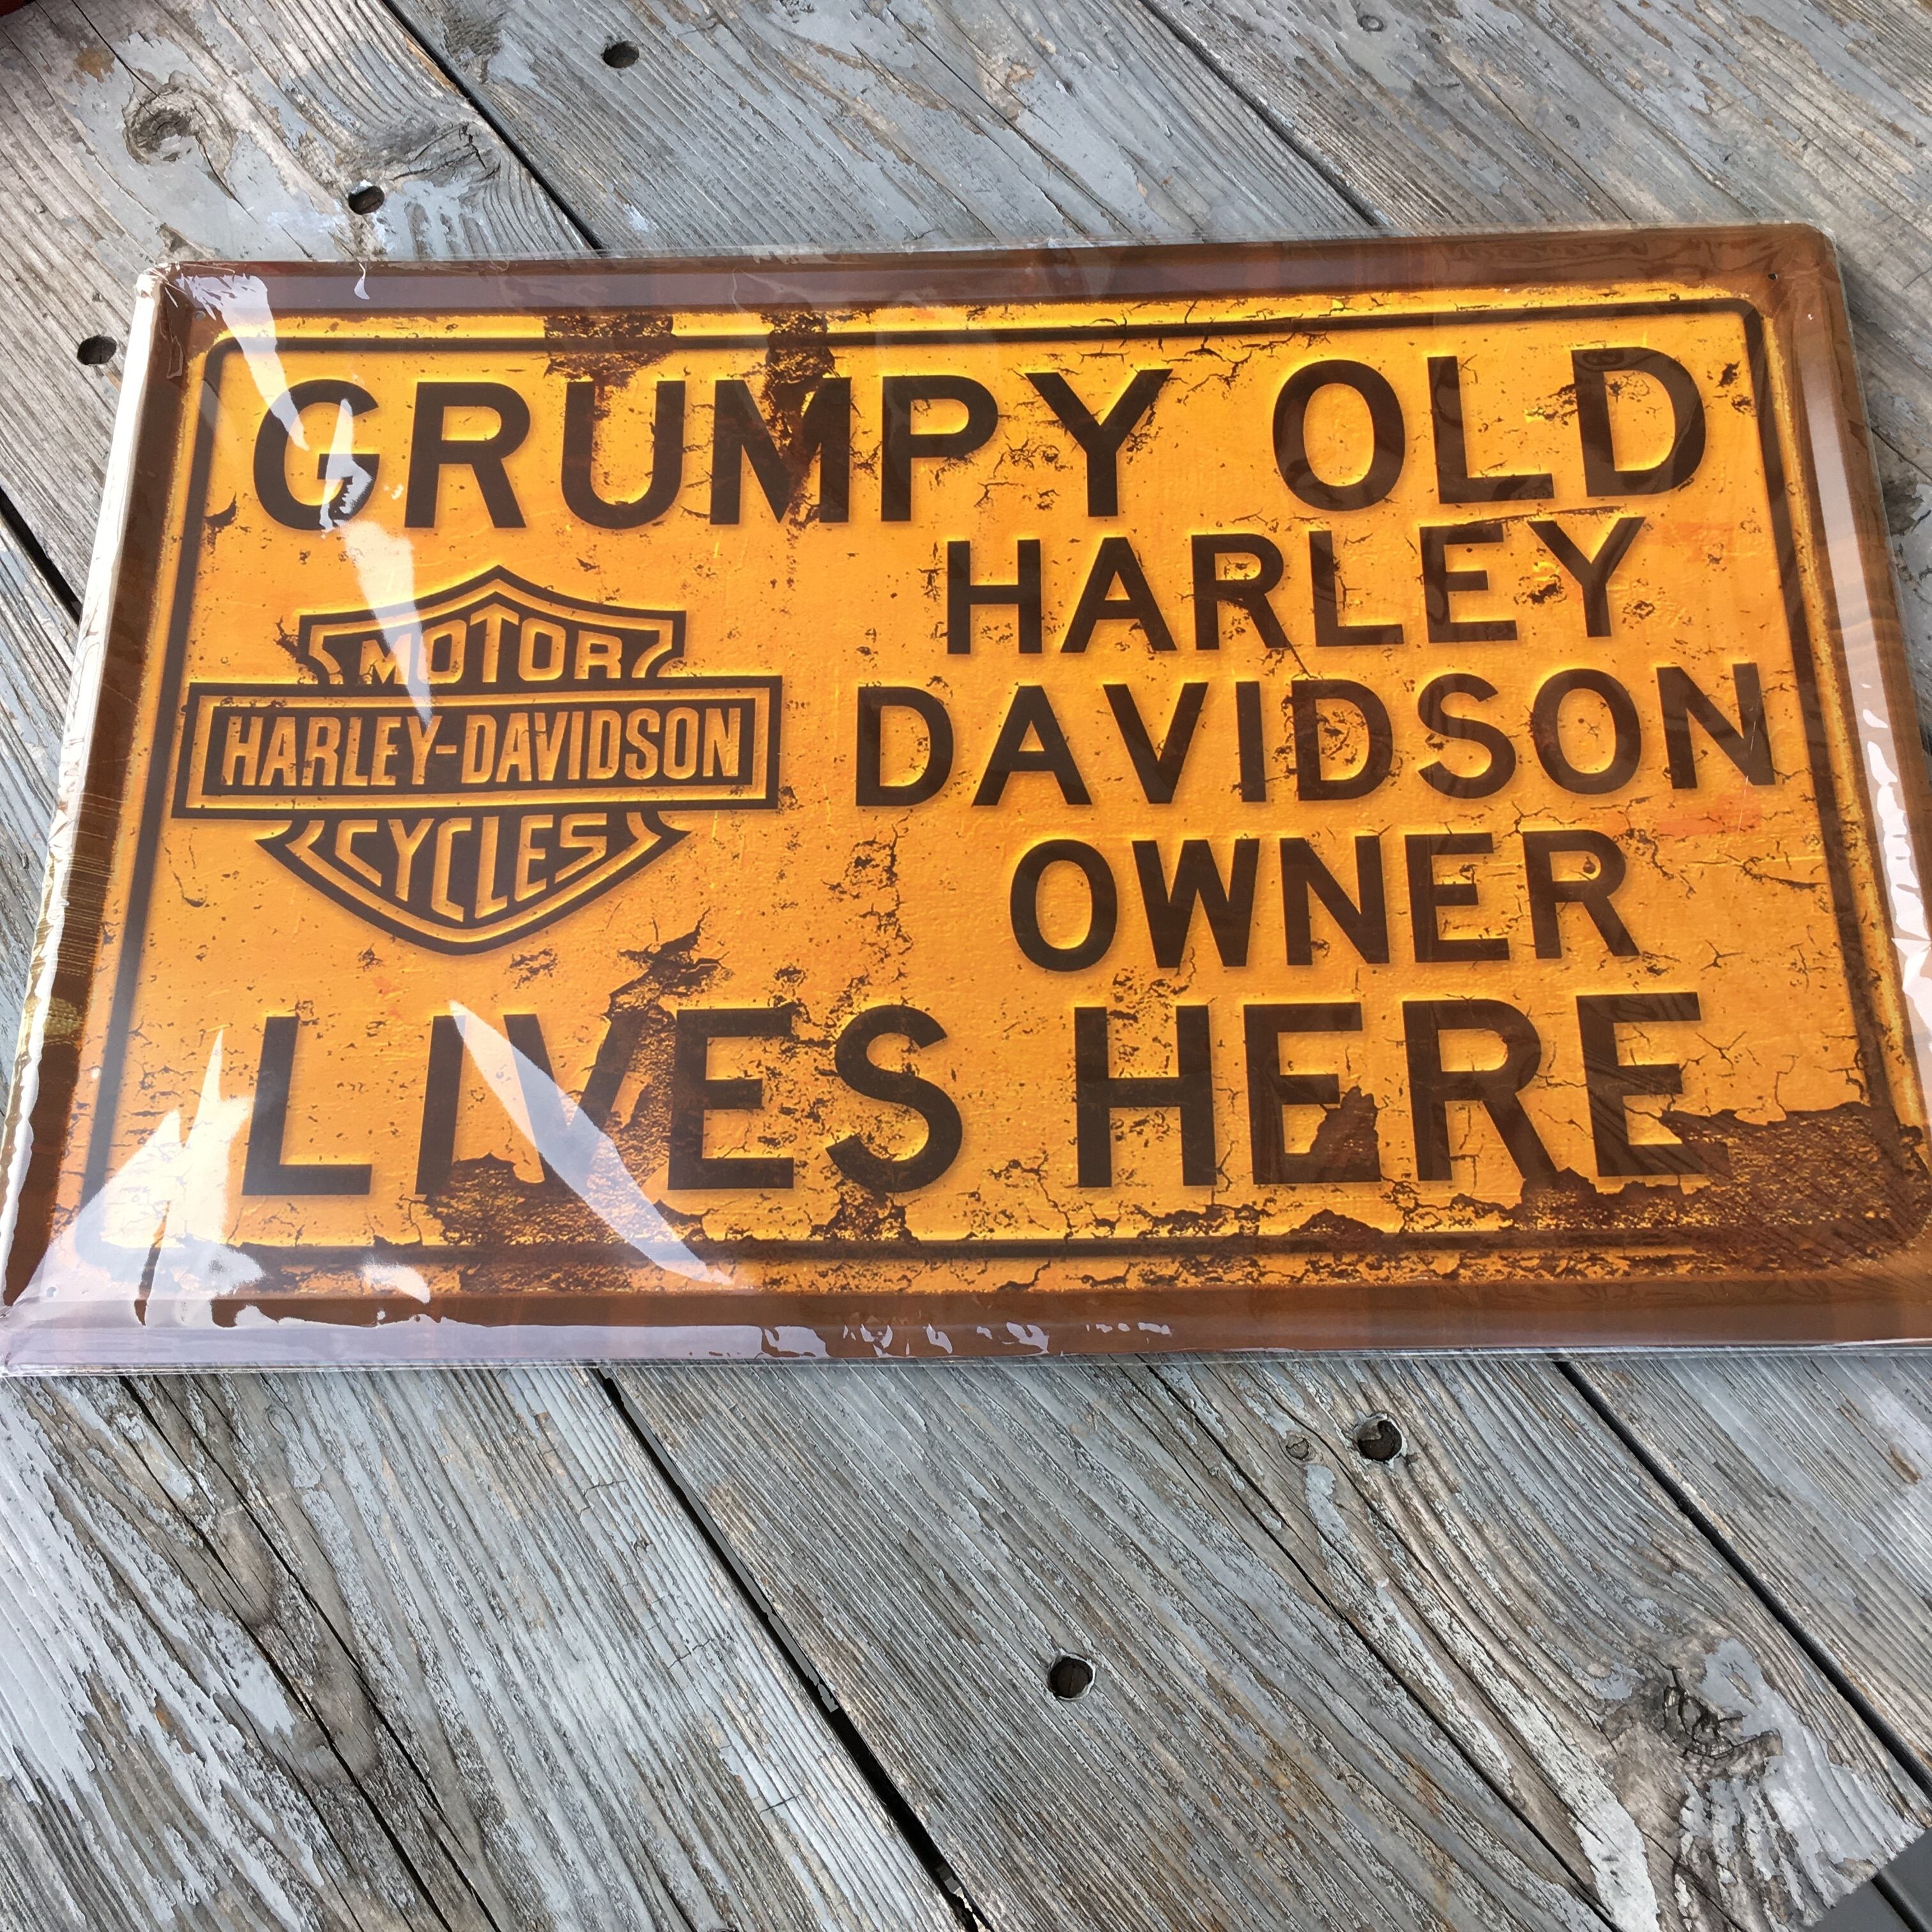 GRUMPY OLD
HARLEY
DAVIDSON
OWNER
MOTOR
HARLEY-DAVIDSON
CYCLES
LIVES HERE